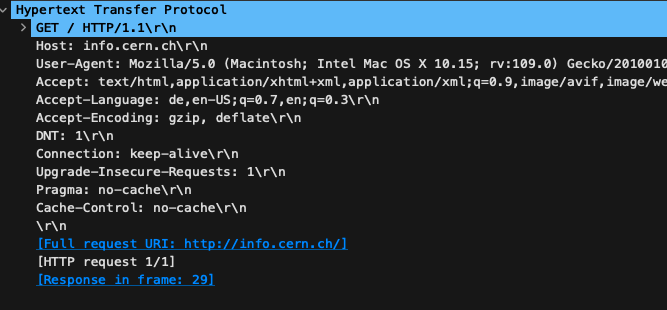 Hypertext Transfer Protocol
GET / HTTP/1.1\r\n
Host: info.cern.ch\r\n
User-Agent: Mozilla/5.0 (Macintosh; Intel Mac OS X 10.15; rv:109.0) Gecko/2010010
Accept: text/html,application/xhtml+xml,application/xml;q=0.9,image/avif,image/we
Accept-Language: de,en-US;q=0.7,en;q=0.3\r\n
Accept-Encoding: gzip, deflate\r\n
DNT: 1\r\n
Connection: keep-alive\r\n
Upgrade-Insecure-Requests: 1\r\n
Pragma: no-cache\r\n
Cache-Control: no-cache\r\n
\r\n
[Full request URI: http://info.cern.ch/]
[HTTP request 1/1]
[Response in frame: 29]